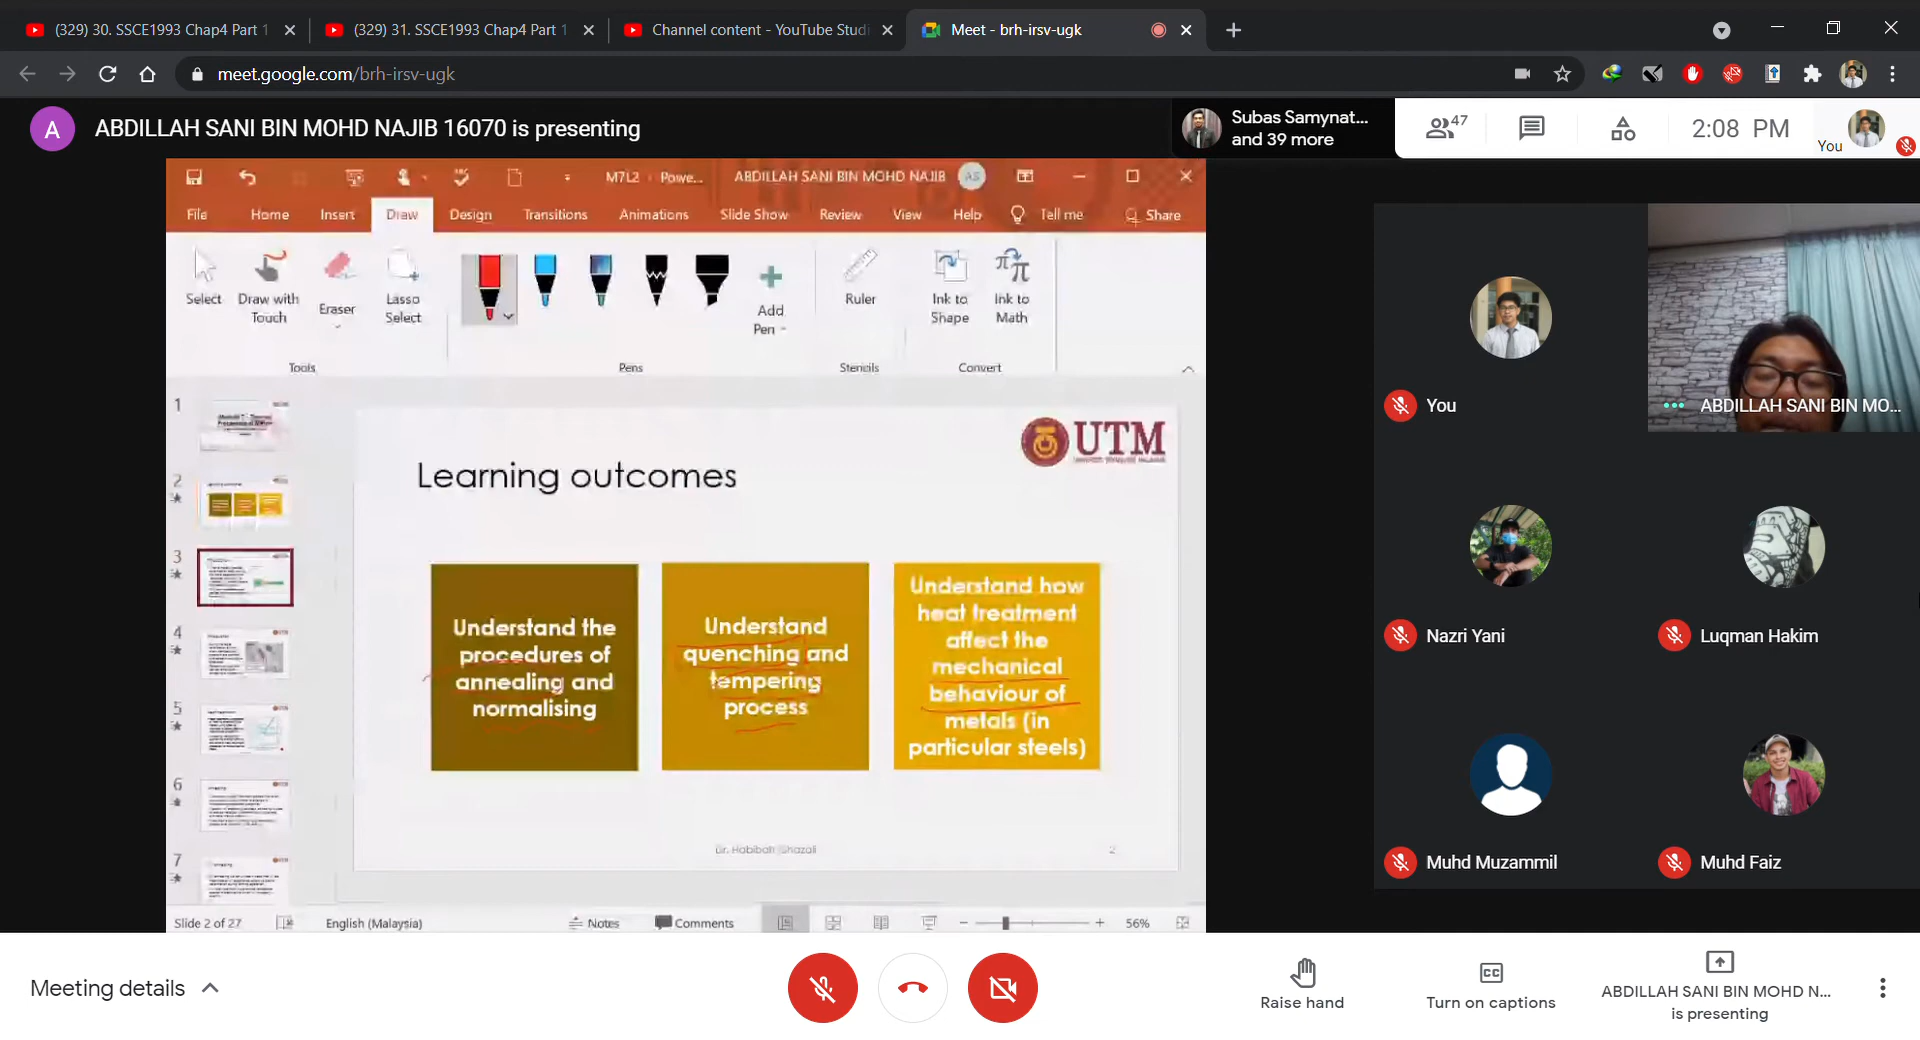 (329) 30. SSCE1993 Chap4 Part 1
(329) 31. SSCE1993 Chap4 Part 1
Channel content - YouTube Studi
Meet - brh-irsv-ugk
meet.google.com/brh-irsv-ugk
A
ABDILLAH SANI BIN MOHD NAJIB 16070 is presenting
Subas Samynat...
and 39 more
47
2:08 PM
You
M7L2 - Powe...
ABDILLAH SANI BIN MOHD NAJIB
AS
File
Home
Insert
Draw
Design
Transitions
Animations
Slide Show
Review
View
Help
Tell me
Share
Select
Draw with
Touch
Eraser
Lasso
Select
Add
Pen
Ruler
Ink to
Shape
Ink to
Math
Tools
Pens
Stencils
Convert
1
2
3
4
5
6
7
UTM
Learning outcomes
Understand the
procedures of
annealing and
normalising
Understand
quenching and
tempering
process
Understand how
heat treatment
affect the
mechanical
behaviour of
metals (in
particular steels)
Dr. Habibah Ghazali
2
Slide 2 of 27
English (Malaysia)
Notes
Comments
56%
You
ABDILLAH SANI BIN MO...
Nazri Yani
Luqman Hakim
Muhd Muzammil
Muhd Faiz
Meeting details
Raise hand
CC
Turn on captions
ABDILLAH SANI BIN MOHD N...
is presenting